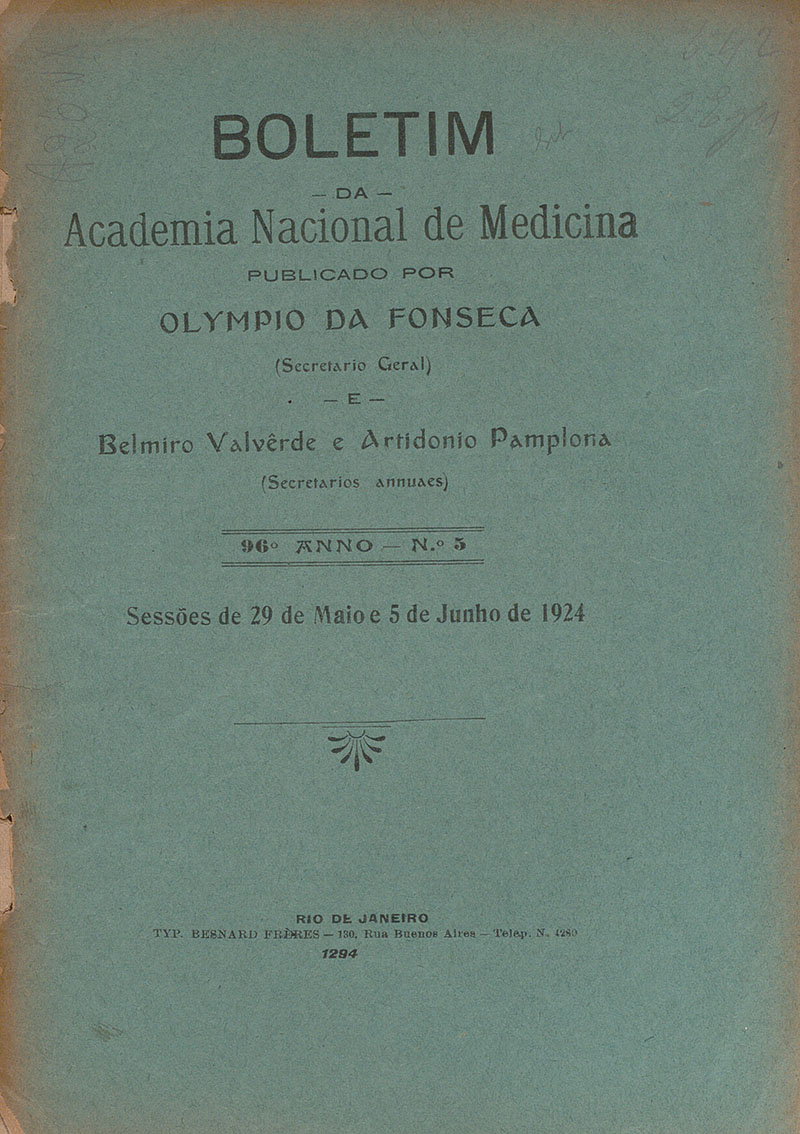 BOLETIM
— DA —
Academia Nacional de Medicina
PUBLICADO POR
OLYMPIO DA FONSECA
(Secretario Geral)
— E —
Belmiro Valvêrde e Artidonio Pamplona
(Secretarios annuaes)
96º ANNO — N.º 5
Sessões de 29 de Maio e 5 de Junho de 1924
RIO DE JANEIRO
TYP. BESNARD FRÈRES — 130, Rua Buenos Aires — Telep. N. 4280
1294